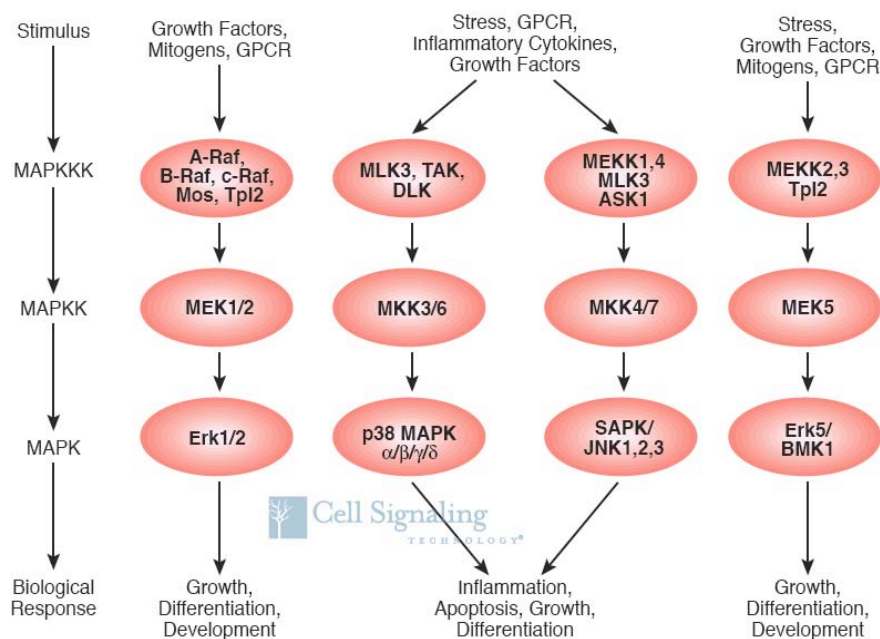 Stimulus
Growth Factors,
Mitogens, GPCR
Stress, GPCR,
Inflammatory Cytokines,
Growth Factors
Stress,
Growth Factors,
Mitogens, GPCR
MAPKKK
A-Raf,
B-Raf, c-Raf,
Mos, Tpl2
MLK3, TAK,
DLK
MEKK1,4
MLK3
ASK1
MEKK2,3
Tpl2
MAPKK
MEK1/2
MKK3/6
MKK4/7
MEK5
MAPK
Erk1/2
p38 MAPK
α/β/γ/δ
SAPK/
JNK1,2,3
Erk5/
BMK1
Cell Signaling
TECHNOLOGY®
Biological
Response
Growth,
Differentiation,
Development
Inflammation,
Apoptosis, Growth,
Differentiation
Growth,
Differentiation,
Development